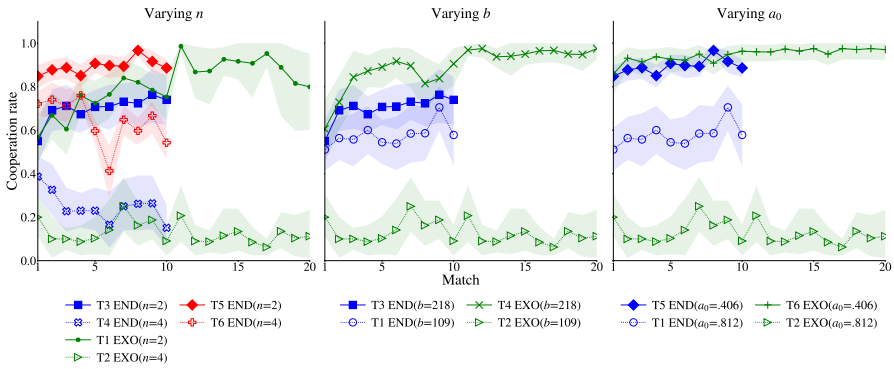 Varying n
Varying b
Varying a₀
Cooperation rate
1.0
0.8
0.6
0.4
0.2
0.0
1 5 10 15 20
1 5 10 15 20
1 5 10 15 20
Match
T3 END(n=2)
T4 END(n=4)
T1 EXO(n=2)
T2 EXO(n=4)
T5 END(n=2)
T6 END(n=4)
T3 END(b=218)
T1 END(b=109)
T4 EXO(b=218)
T2 EXO(b=109)
T5 END(a₀=.406)
T1 END(a₀=.812)
T6 EXO(a₀=.406)
T2 EXO(a₀=.812)